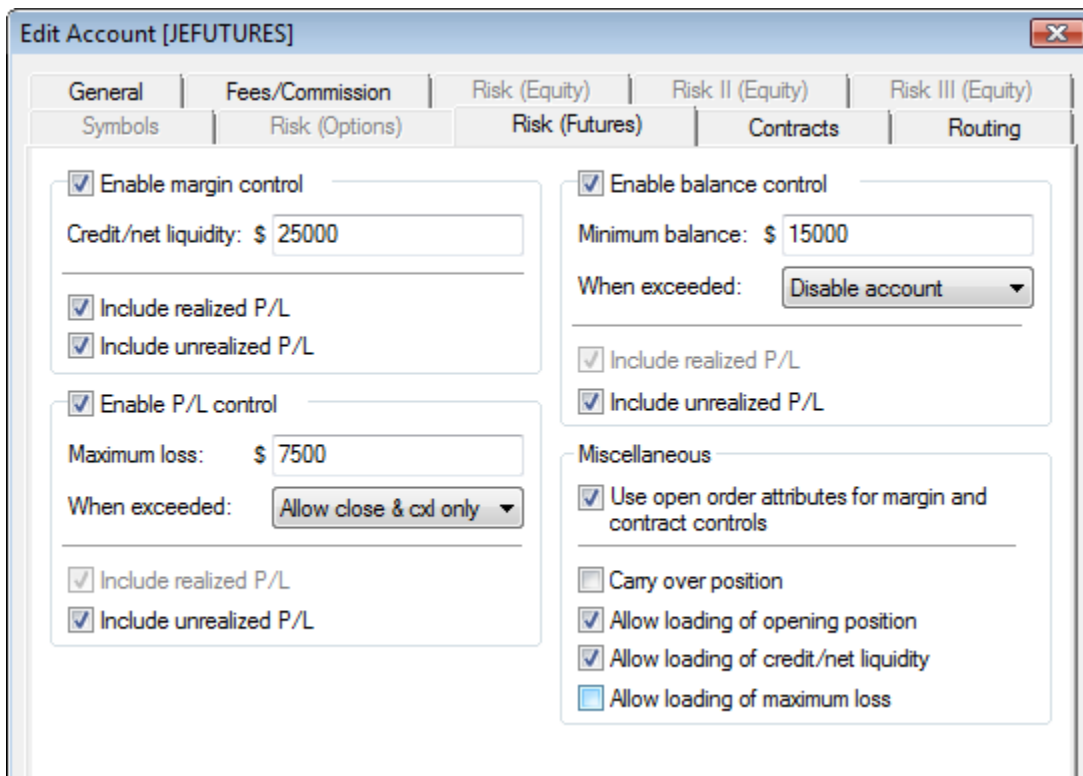 Edit Account [JEFUTURES]
General Fees/Commission Risk (Equity) Risk II (Equity) Risk III (Equity)
Symbols Risk (Options) Risk (Futures) Contracts Routing
Enable margin control
Credit/net liquidity: $ 25000
Include realized P/L
Include unrealized P/L
Enable P/L control
Maximum loss: $ 7500
When exceeded: Allow close & cxl only
Include realized P/L
Include unrealized P/L
Enable balance control
Minimum balance: $ 15000
When exceeded: Disable account
Include realized P/L
Include unrealized P/L
Miscellaneous
Use open order attributes for margin and
contract controls
Carry over position
Allow loading of opening position
Allow loading of credit/net liquidity
Allow loading of maximum loss